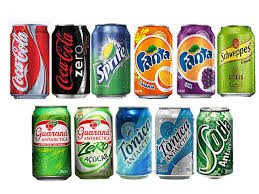 Coca-Cola
Coca-Cola
zero
Sprite
Fanta
Fanta
Schweppes
Citrus
Guaraná
ANTARCTICA
Guaraná
ANTARCTICA
Zero
AÇÚCAR
Tônica
ANTARCTICA
Tônica
ANTARCTICA
Soda